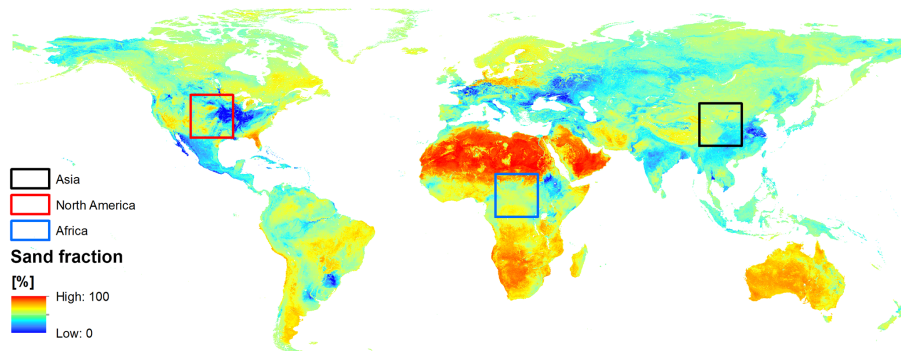 Asia
North America
Africa
Sand fraction
[%]
High: 100
Low: 0